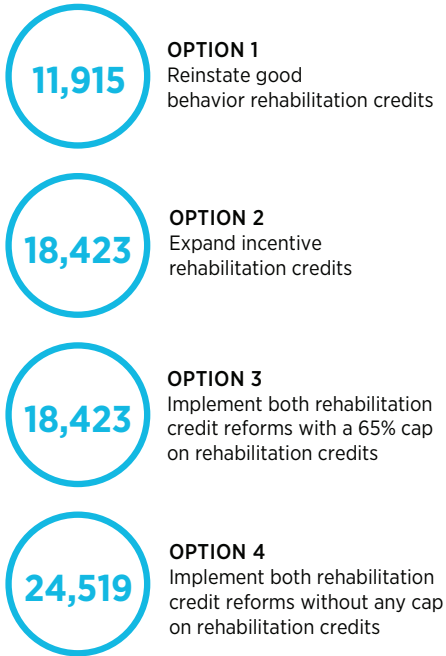 11,915
OPTION 1
Reinstate good
behavior rehabilitation credits
18,423
OPTION 2
Expand incentive
rehabilitation credits
18,423
OPTION 3
Implement both rehabilitation
credit reforms with a 65% cap
on rehabilitation credits
24,519
OPTION 4
Implement both rehabilitation
credit reforms without any cap
on rehabilitation credits